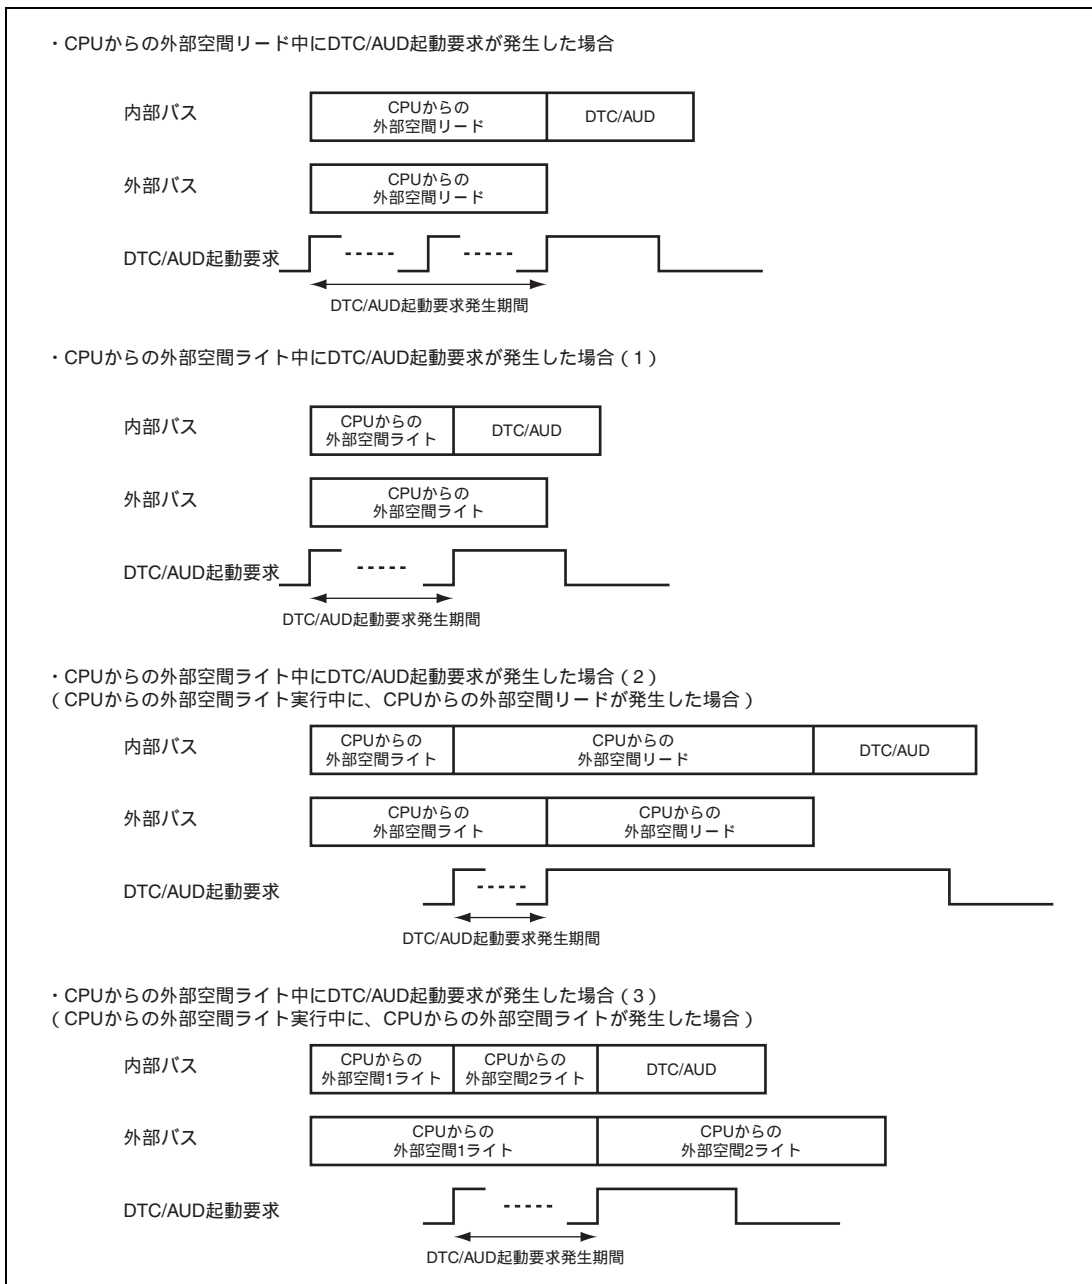 ・CPUからの外部空間リード中にDTC/AUD起動要求が発生した場合
内部バス
CPUからの
外部空間リード
DTC/AUD
外部バス
CPUからの
外部空間リード
DTC/AUD起動要求
DTC/AUD起動要求発生期間
・CPUからの外部空間ライト中にDTC/AUD起動要求が発生した場合(1)
内部バス
CPUからの
外部空間ライト
DTC/AUD
外部バス
CPUからの
外部空間ライト
DTC/AUD起動要求
DTC/AUD起動要求発生期間
・CPUからの外部空間ライト中にDTC/AUD起動要求が発生した場合(2)
(CPUからの外部空間ライト実行中に、CPUからの外部空間リードが発生した場合)
内部バス
CPUからの
外部空間ライト
CPUからの
外部空間リード
DTC/AUD
外部バス
CPUからの
外部空間ライト
CPUからの
外部空間リード
DTC/AUD起動要求
DTC/AUD起動要求発生期間
・CPUからの外部空間ライト中にDTC/AUD起動要求が発生した場合(3)
(CPUからの外部空間ライト実行中に、CPUからの外部空間ライトが発生した場合)
内部バス
CPUからの
外部空間1ライト
CPUからの
外部空間2ライト
DTC/AUD
外部バス
CPUからの
外部空間1ライト
CPUからの
外部空間2ライト
DTC/AUD起動要求
DTC/AUD起動要求発生期間